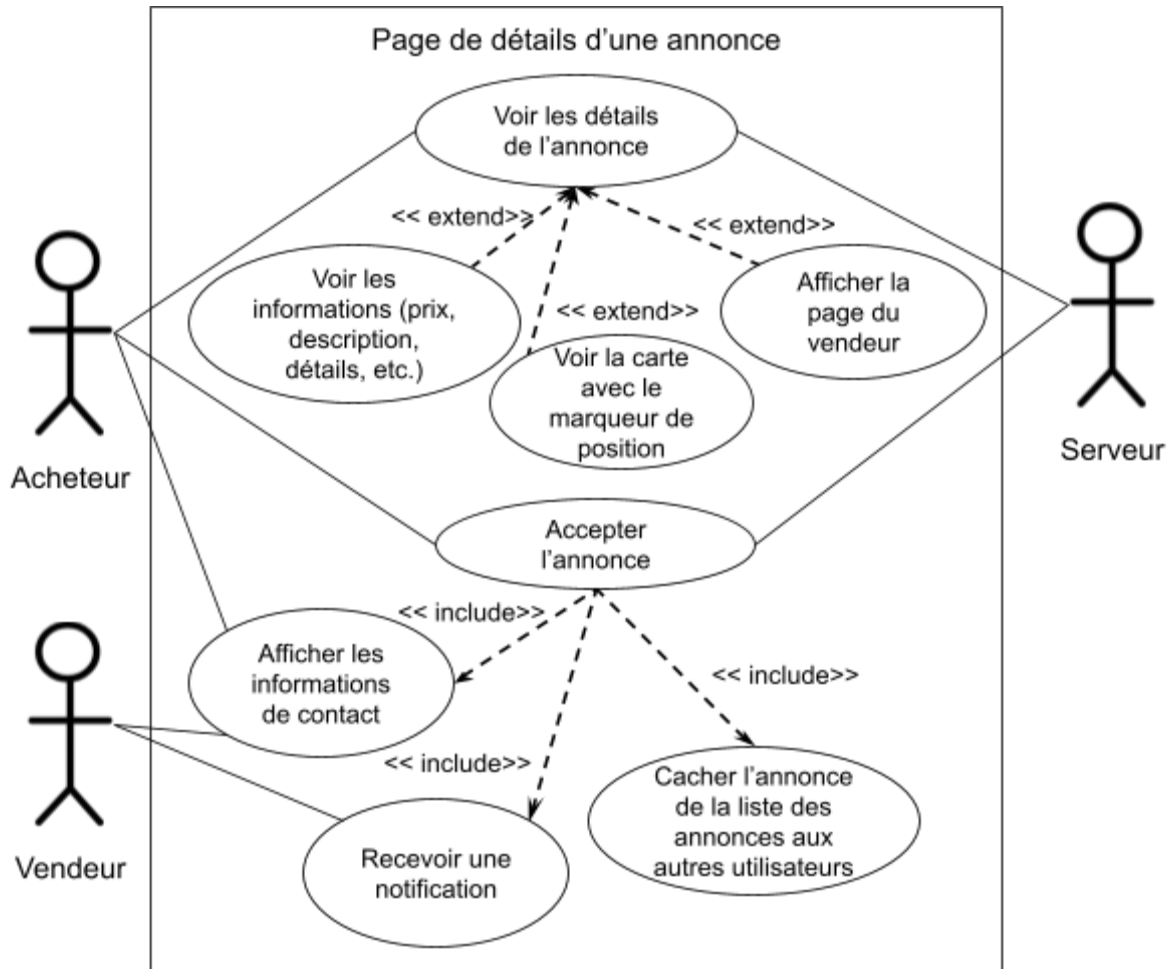 Page de détails d’une annonce
Voir les détails
de l’annonce
<< extend>>
<< extend>>
Voir les
informations (prix,
description,
détails, etc.)
Afficher la
page du
vendeur
<< extend>>
Voir la carte
avec le
marqueur de
position
Acheteur
Serveur
Accepter
l’annonce
<< include>>
Afficher les
informations
de contact
<< include>>
<< include>>
Cacher l’annonce
de la liste des
annonces aux
autres utilisateurs
Vendeur
Recevoir une
notification